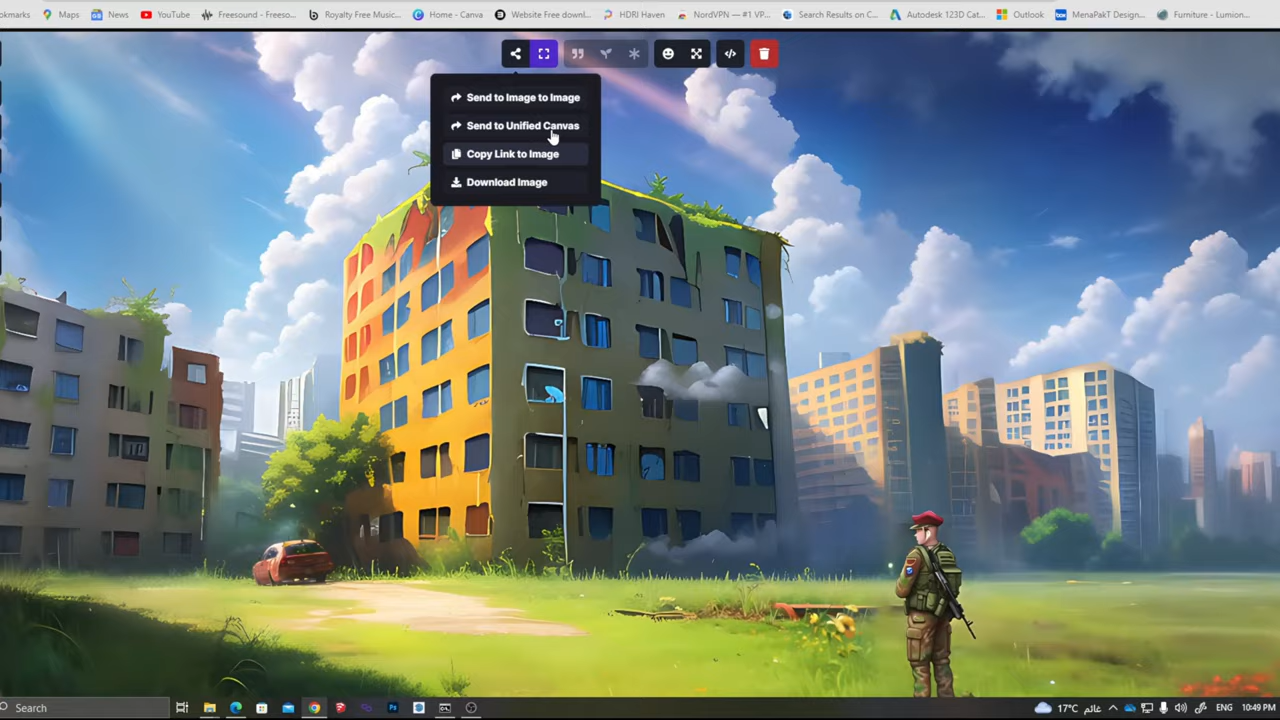 okmarks
Maps
News
YouTube
Freesound - Freeso...
Royalty Free Music...
Home - Canva
Website Free downl...
HDRI Haven
NordVPN — #1 VP...
Search Results on C...
Autodesk 123D Cat...
Outlook
MenaPakT Design...
Furniture - Lumion...
Send to Image to Image
Send to Unified Canvas
Copy Link to Image
Download Image
Search
17°C
غائم
ENG
10:49 PM